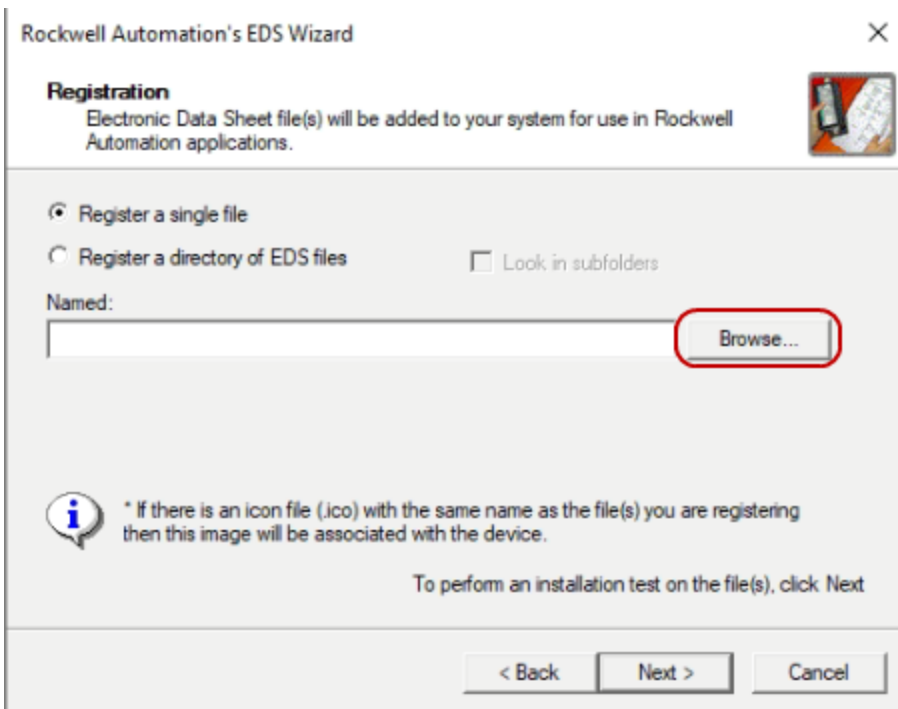 Rockwell Automation's EDS Wizard
Registration
Electronic Data Sheet file(s) will be added to your system for use in Rockwell
Automation applications.
Register a single file
Register a directory of EDS files
Look in subfolders
Named:
Browse...
* If there is an icon file (.ico) with the same name as the file(s) you are registering
then this image will be associated with the device.
To perform an installation test on the file(s), click Next
< Back
Next >
Cancel